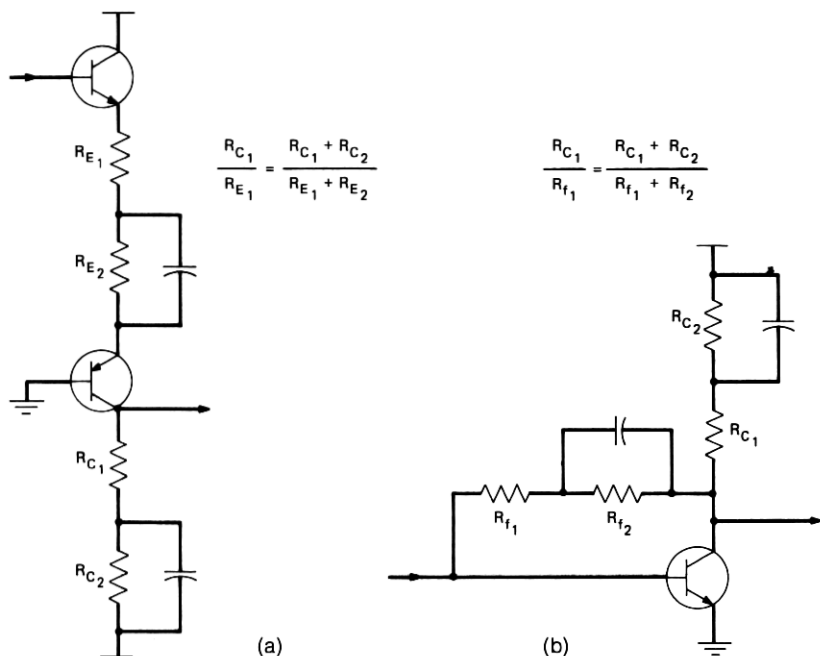 R_E1
R_C1 / R_E1 = (R_C1 + R_C2) / (R_E1 + R_E2)
R_C1 / R_f1 = (R_C1 + R_C2) / (R_f1 + R_f2)
R_E2
R_C2
R_C1
R_C1
R_f1
R_f2
R_C2
(a)
(b)